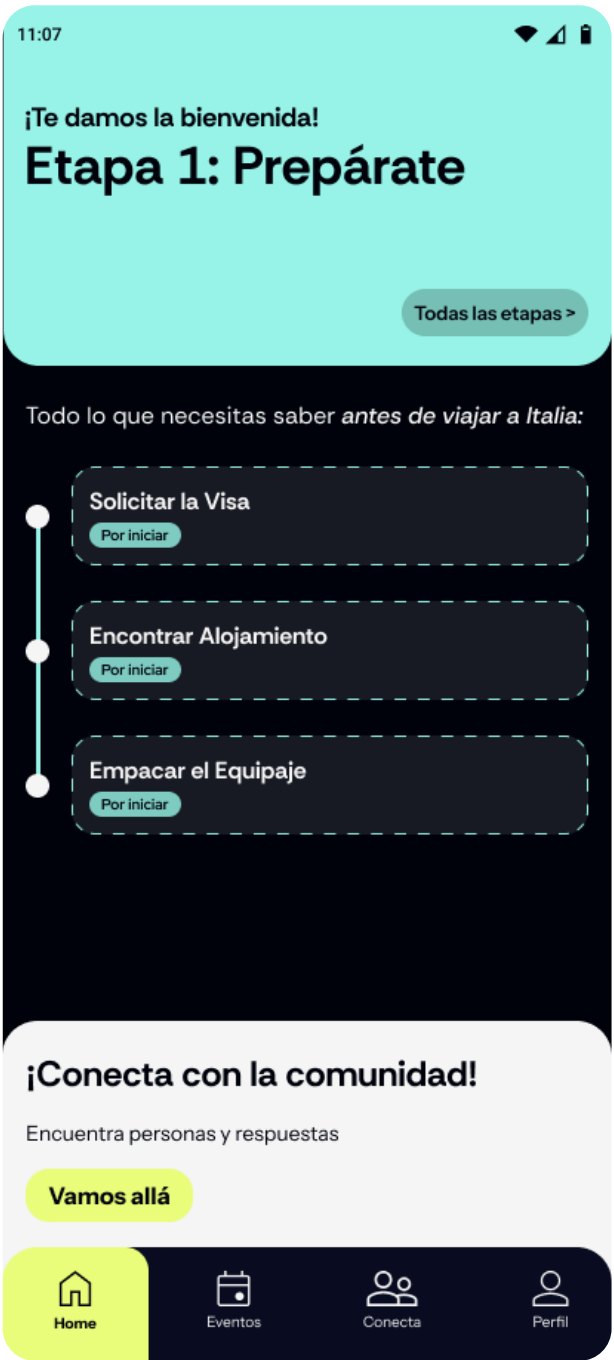 11:07
¡Te damos la bienvenida!
Etapa 1: Prepárate
Todas las etapas >
Todo lo que necesitas saber antes de viajar a Italia:
Solicitar la Visa
Por iniciar
Encontrar Alojamiento
Por iniciar
Empacar el Equipaje
Por iniciar
¡Conecta con la comunidad!
Encuentra personas y respuestas
Vamos allá
Home
Eventos
Conecta
Perfil